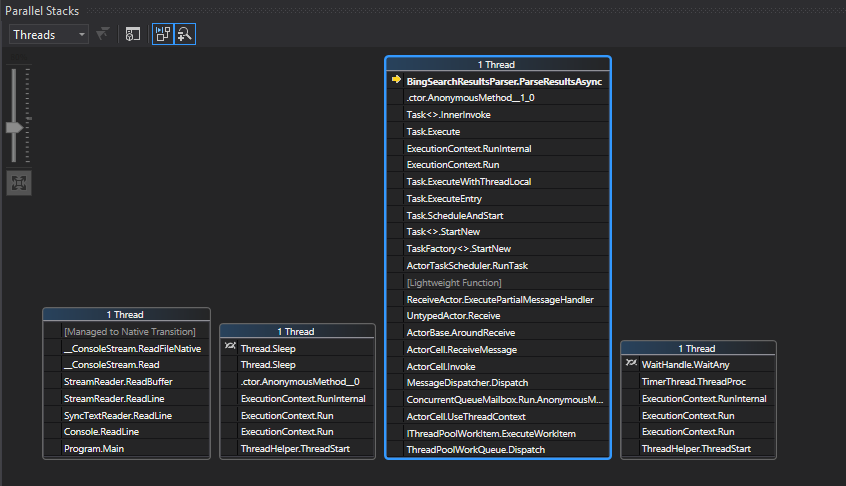 Parallel Stacks
Threads
1 Thread
[Managed to Native Transition]
__ConsoleStream.ReadFileNative
__ConsoleStream.Read
StreamReader.ReadBuffer
StreamReader.ReadLine
SyncTextReader.ReadLine
Console.ReadLine
Program.Main
1 Thread
Thread.Sleep
Thread.Sleep
.ctor.AnonymousMethod__0
ExecutionContext.RunInternal
ExecutionContext.Run
ExecutionContext.Run
ThreadHelper.ThreadStart
1 Thread
BingSearchResultsParser.ParseResultsAsync
.ctor.AnonymousMethod__1_0
Task<>.InnerInvoke
Task.Execute
ExecutionContext.RunInternal
ExecutionContext.Run
Task.ExecuteWithThreadLocal
Task.ExecuteEntry
Task.ScheduleAndStart
Task<>.StartNew
TaskFactory<>.StartNew
ActorTaskScheduler.RunTask
[Lightweight Function]
ReceiveActor.ExecutePartialMessageHandler
UntypedActor.Receive
ActorBase.AroundReceive
ActorCell.ReceiveMessage
ActorCell.Invoke
MessageDispatcher.Dispatch
ConcurrentQueueMailbox.Run.AnonymousM...
ActorCell.UseThreadContext
IThreadPoolWorkItem.ExecuteWorkItem
ThreadPoolWorkQueue.Dispatch
1 Thread
WaitHandle.WaitAny
TimerThread.ThreadProc
ExecutionContext.RunInternal
ExecutionContext.Run
ExecutionContext.Run
ThreadHelper.ThreadStart